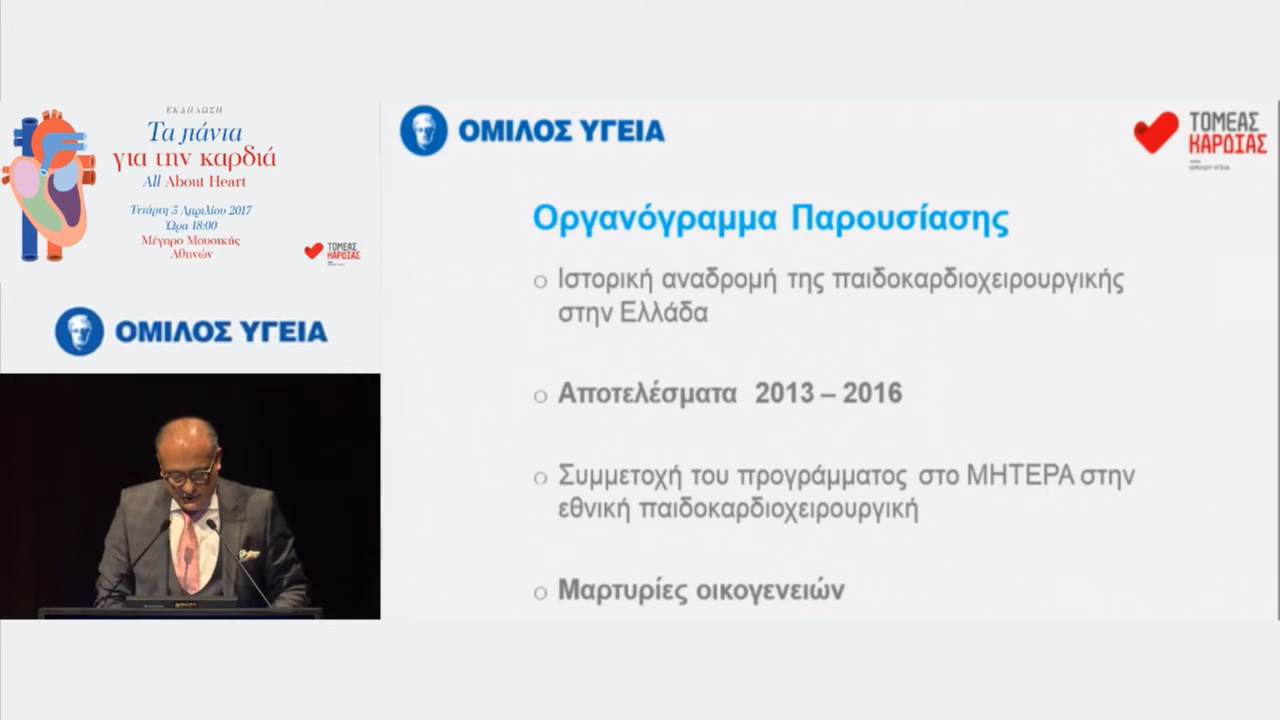 ΕΚΔΗΛΩΣΗ
Τα πάντα
για την καρδιά
All About Heart
Τετάρτη 5 Απριλίου 2017
Ώρα 18:00
Μέγαρο Μουσικής
Αθηνών
ΤΟΜΕΑΣ
ΚΑΡΔΙΑΣ
ΟΜΙΛΟΣ ΥΓΕΙΑ
ΟΜΙΛΟΣ ΥΓΕΙΑ
ΤΟΜΕΑΣ
ΚΑΡΔΙΑΣ
ΟΜΙΛΟΥ ΥΓΕΙΑ
Οργανόγραμμα Παρουσίασης
Ιστορική αναδρομή της παιδοκαρδιοχειρουργικής
στην Ελλάδα
Αποτελέσματα 2013 – 2016
Συμμετοχή του προγράμματος στο ΜΗΤΕΡΑ στην
εθνική παιδοκαρδιοχειρουργική
Μαρτυρίες οικογενειών